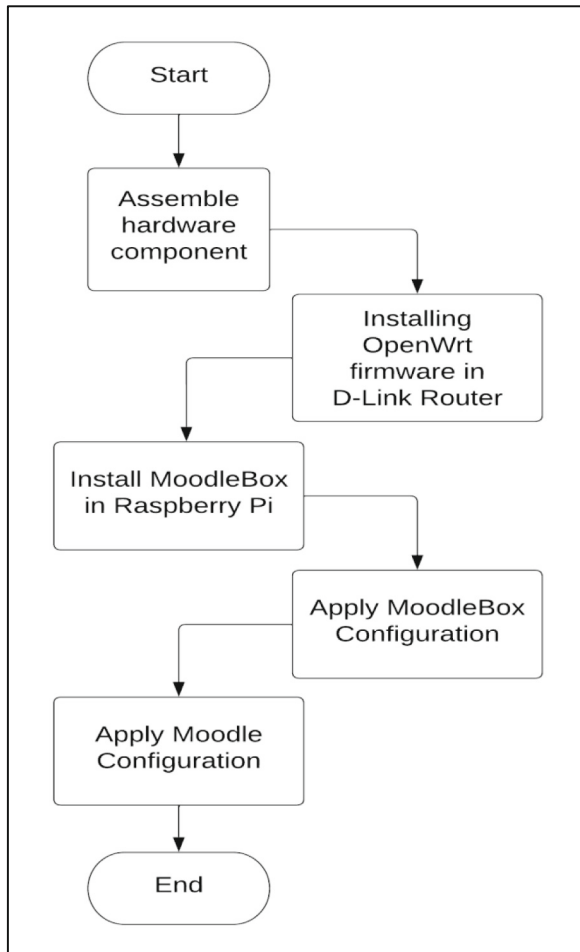 Start
Assemble
hardware
component
Installing
OpenWrt
firmware in
D-Link Router
Install MoodleBox
in Raspberry Pi
Apply MoodleBox
Configuration
Apply Moodle
Configuration
End